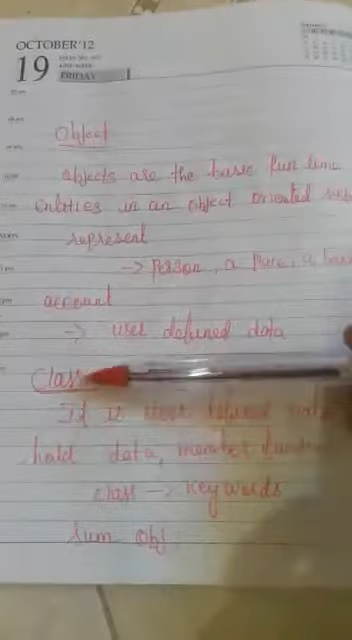 OCTOBER'12
19
FRIDAY
Object
objects are the basic Run time
entities in an object oriented
represent
→ Person, a place, a
account
→ user defined data
Class
It is user defined
hold data, member
class → keywords
sum obj